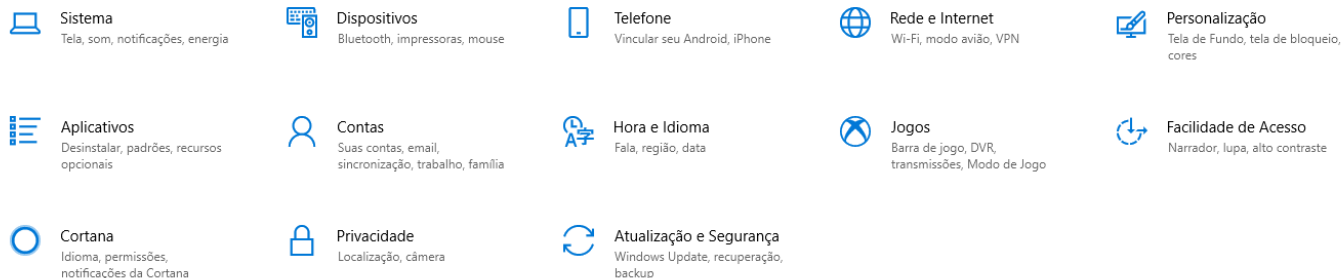 Sistema
Tela, som, notificações, energia
Dispositivos
Bluetooth, impressoras, mouse
Telefone
Vincular seu Android, iPhone
Rede e Internet
Wi-Fi, modo avião, VPN
Personalização
Tela de Fundo, tela de bloqueio,
cores
Aplicativos
Desinstalar, padrões, recursos
opcionais
Contas
Suas contas, email,
sincronização, trabalho, família
Hora e Idioma
Fala, região, data
Jogos
Barra de jogo, DVR,
transmissões, Modo de Jogo
Facilidade de Acesso
Narrador, lupa, alto contraste
Cortana
Idioma, permissões,
notificações da Cortana
Privacidade
Localização, câmera
Atualização e Segurança
Windows Update, recuperação,
backup